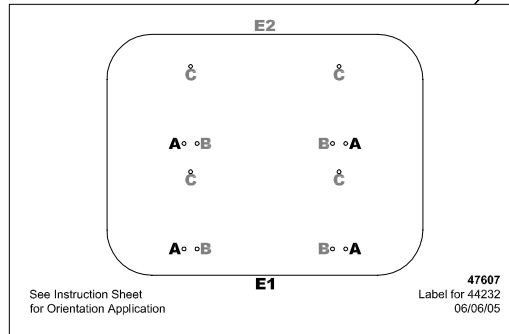 E2
C C
A B B A
C C
A B B A
E1
47607
See Instruction Sheet Label for 44232
for Orientation Application 06/06/05